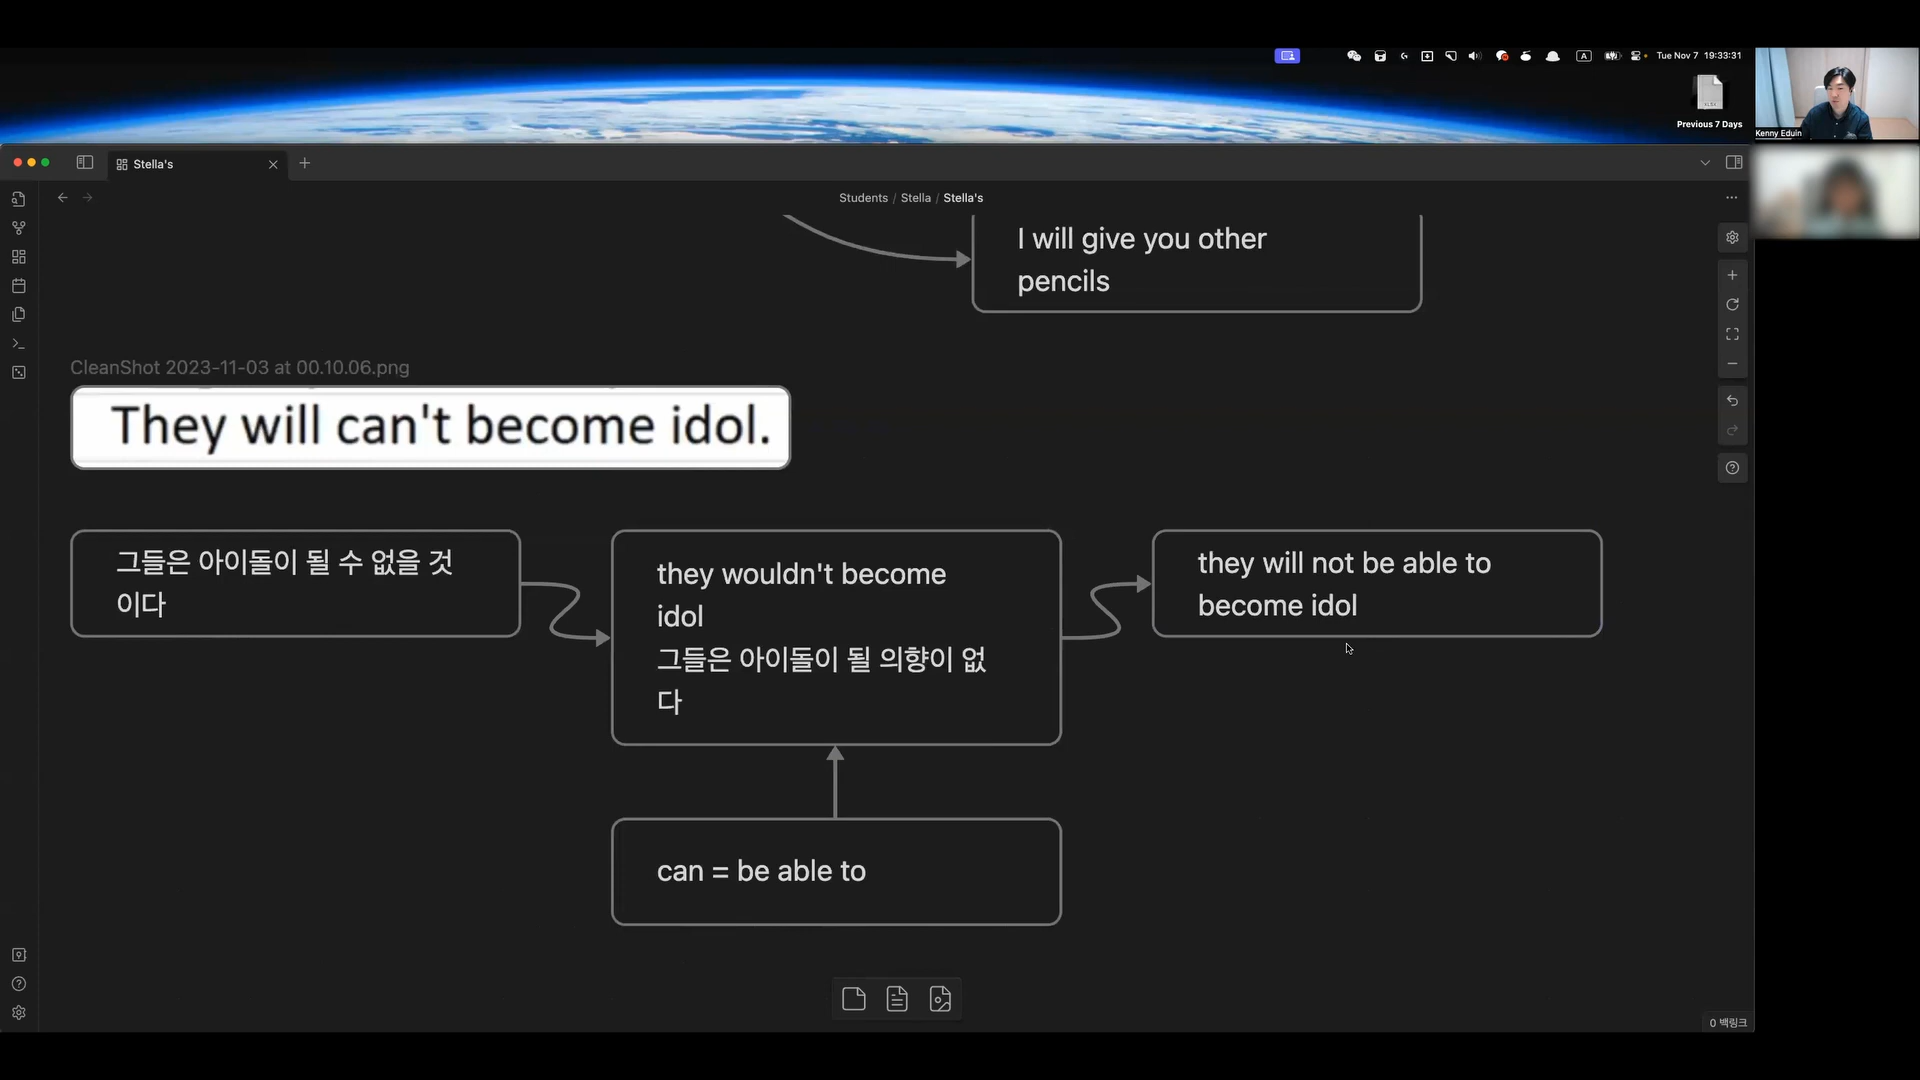 Tue Nov 7 19:33:31
Previous 7 Days
Kenny Eduin
Stella's
Students / Stella / Stella's
I will give you other
pencils
CleanShot 2023-11-03 at 00.10.06.png
They will can't become idol.
그들은 아이돌이 될 수 없을 것
이다
they wouldn't become
idol
그들은 아이돌이 될 의향이 없
다
they will not be able to
become idol
can = be able to
0 백링크